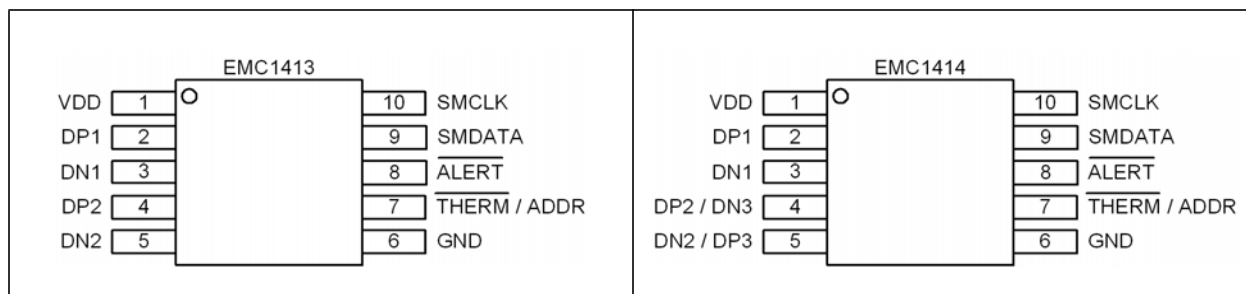 EMC1413
VDD 1 10 SMCLK
DP1 2 9 SMDATA
DN1 3 8 ALERT
DP2 4 7 THERM / ADDR
DN2 5 6 GND
EMC1414
VDD 1 10 SMCLK
DP1 2 9 SMDATA
DN1 3 8 ALERT
DP2 / DN3 4 7 THERM / ADDR
DN2 / DP3 5 6 GND